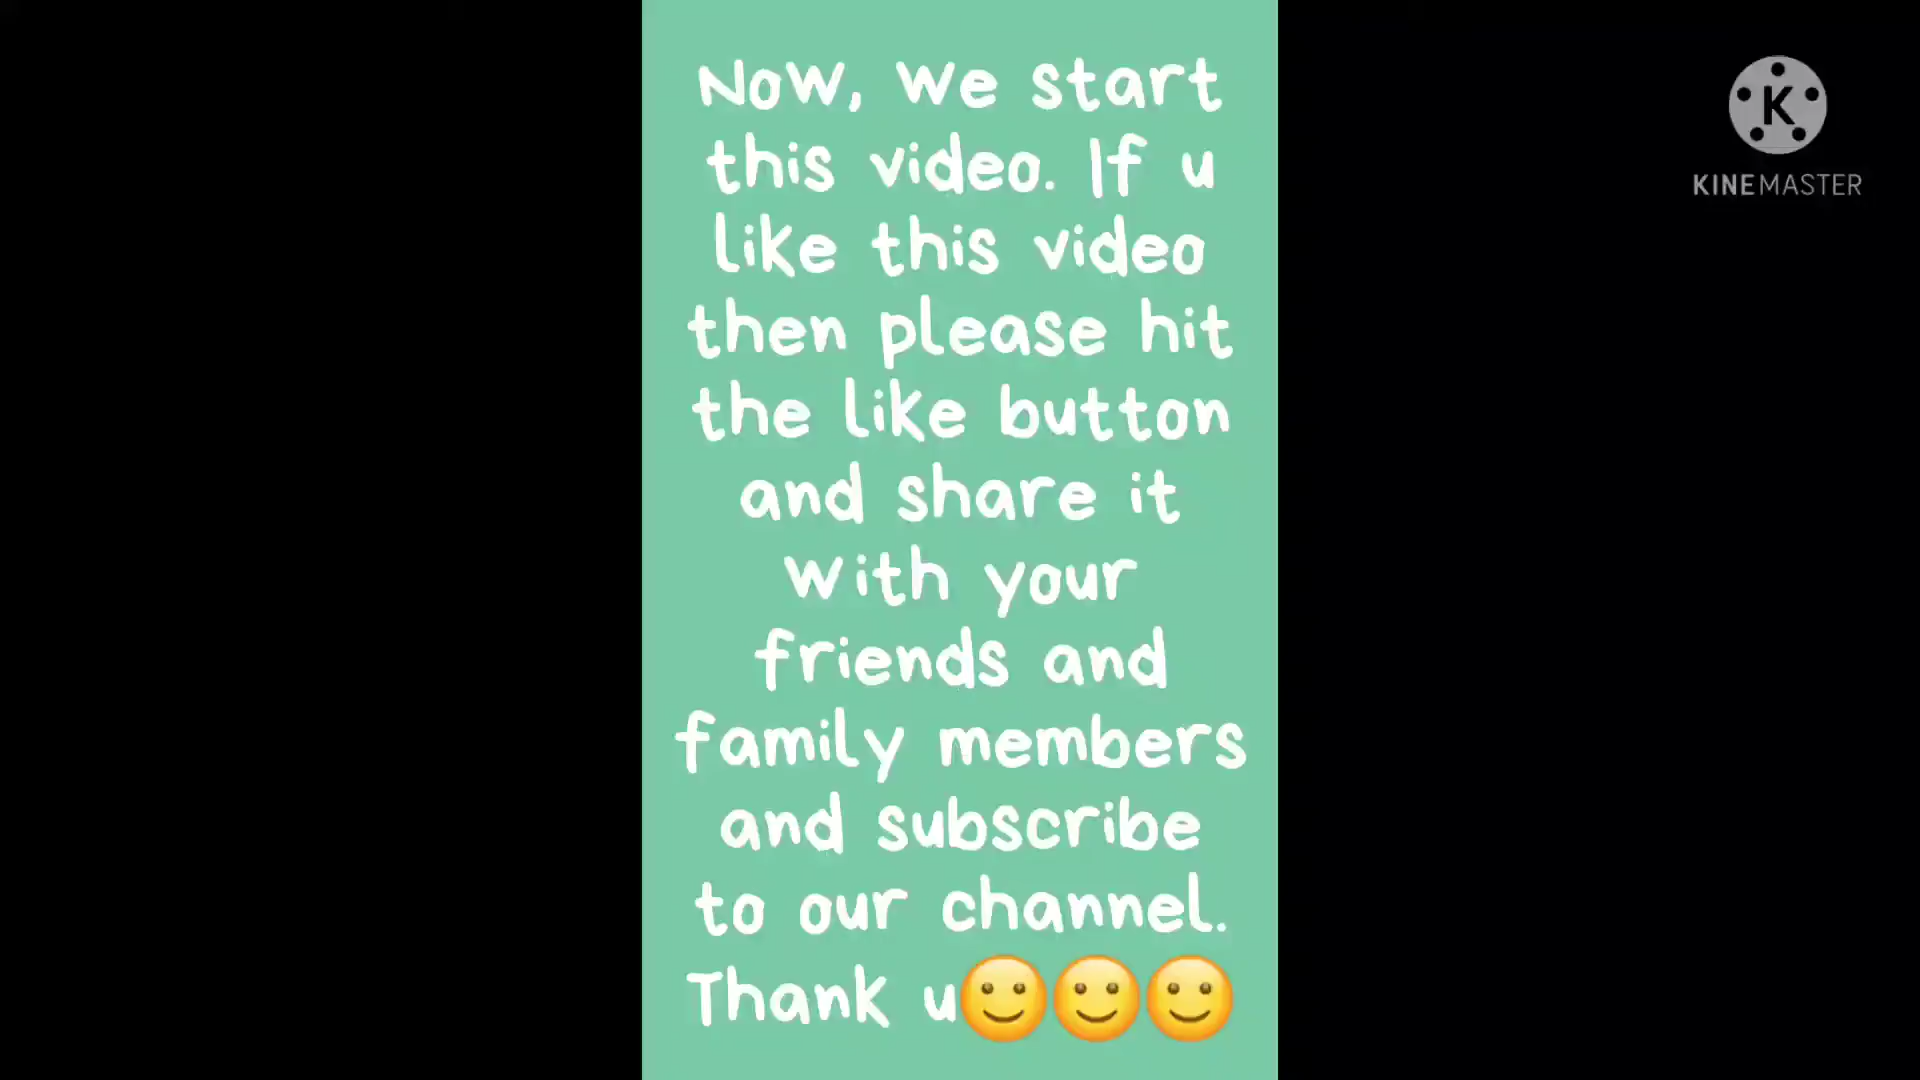 Now, we start
this video. If u
like this video
then please hit
the like button
and share it
with your
friends and
family members
and subscribe
to our channel.
Thank u🙂🙂🙂
K
KINEMASTER